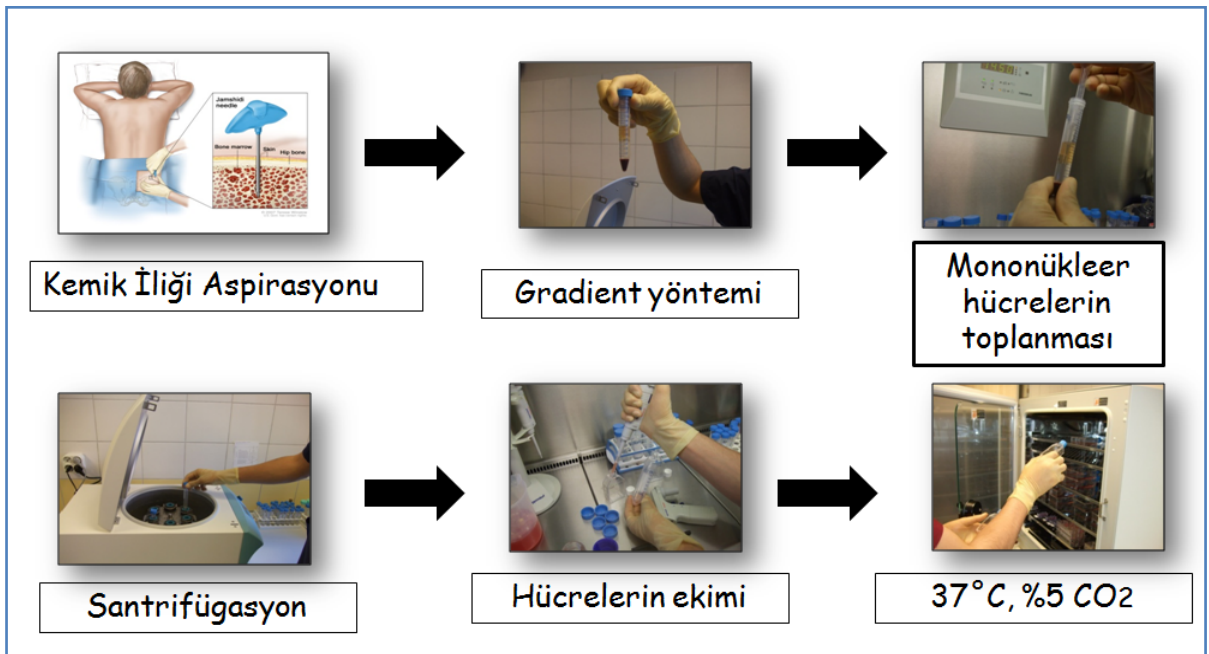 Jamshidi
needle
Bone marrow
Skin
Hip bone
Kemik İliği Aspirasyonu
Gradient yöntemi
Mononükleer
hücrelerin
toplanması
Santrifügasyon
Hücrelerin ekimi
37°C, %5 CO2